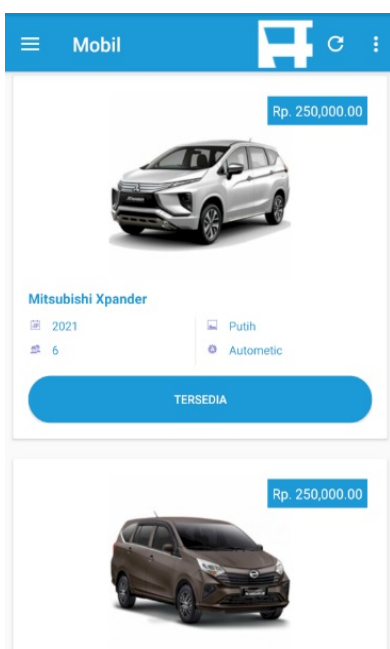 Mobil
Rp. 250,000.00
Mitsubishi Xpander
2021
Putih
6
Autometic
TERSEDIA
Rp. 250,000.00